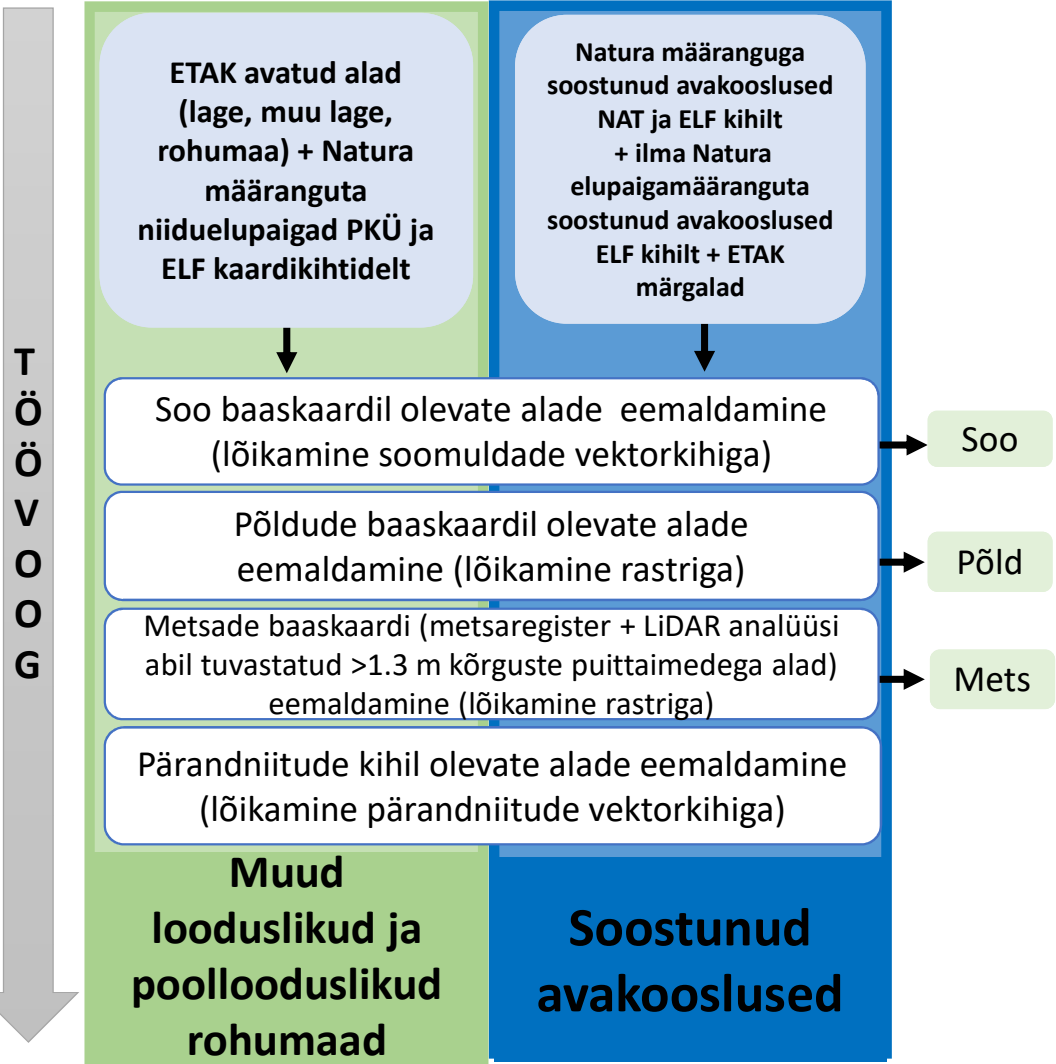 T
Ö
Ö
V
O
O
G
ETAK avatud alad
(lage, muu lage,
rohumaa) + Natura
määranguta
niiduelupaigad PKÜ ja
ELF kaardikihtidelt
Natura määranguga
soostunud avakooslused
NAT ja ELF kihilt
+ ilma Natura
elupaigamääranguta
soostunud avakooslused
ELF kihilt + ETAK
märgalad
Soo baaskaardil olevate alade eemaldamine
(lõikamine soomuldade vektorkihiga)
Soo
Põldude baaskaardil olevate alade
eemaldamine (lõikamine rastriga)
Põld
Metsade baaskaardi (metsaregister + LiDAR analüüsi
abil tuvastatud >1.3 m kõrguste puittaimedega alad)
eemaldamine (lõikamine rastriga)
Mets
Pärandniitude kihil olevate alade eemaldamine
(lõikamine pärandniitude vektorkihiga)
Muud
looduslikud ja
poollooduslikud
rohumaad
Soostunud
avakooslused